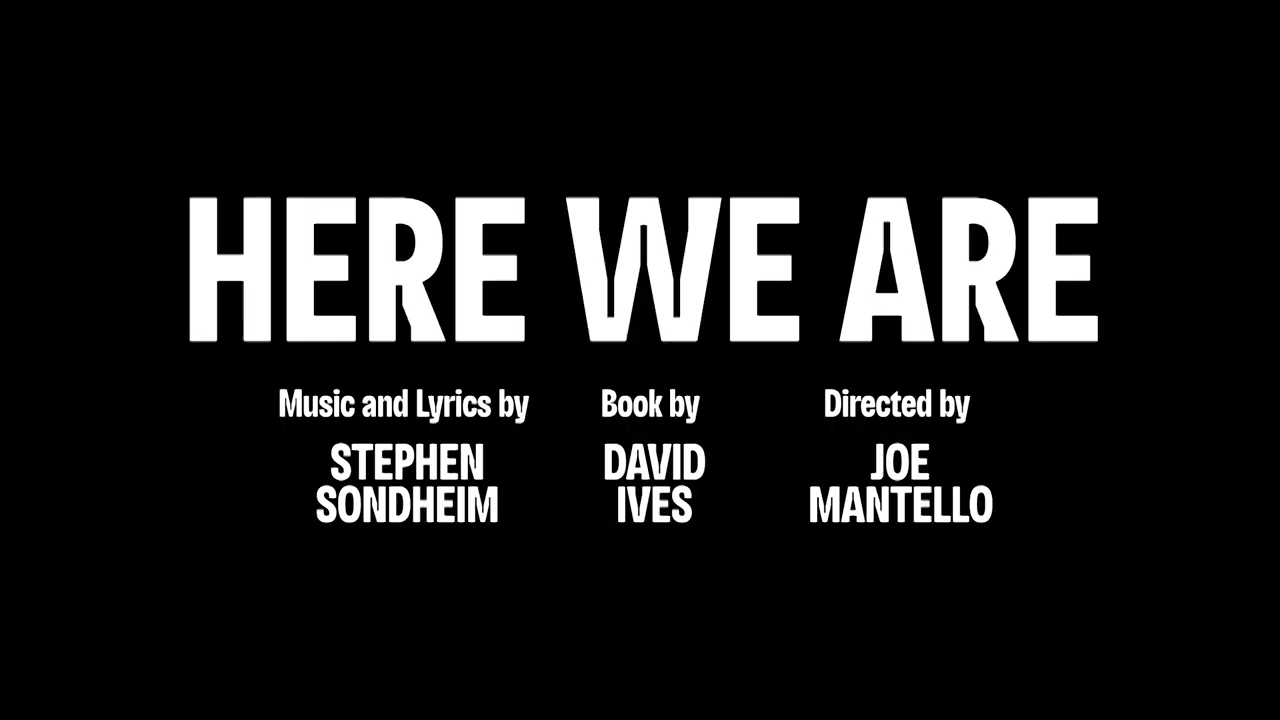 HERE WE ARE
Music and Lyrics by
STEPHEN
SONDHEIM
Book by
DAVID
IVES
Directed by
JOE
MANTELLO